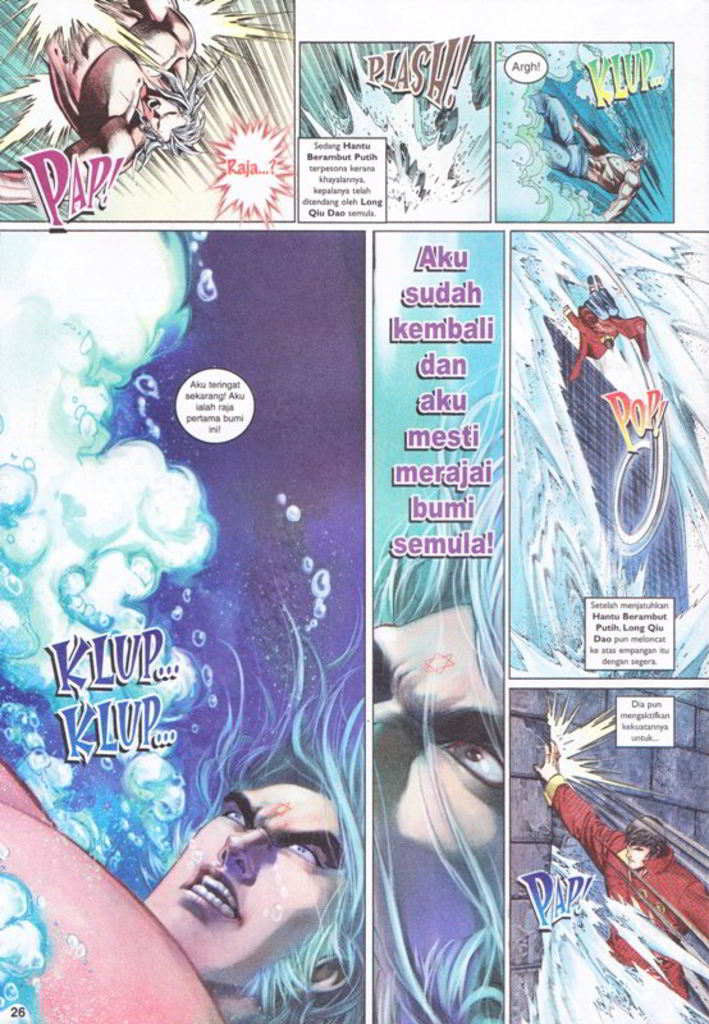 PAP!
Raja...?
PLASH!!
Sedang Hantu
Berambut Putih
terpesona kerana
khayalannya,
kepalanya telah
ditendang oleh Long
Qiu Dao semula.
Argh!
KLUP...
Aku teringat
sekarang! Aku
ialah raja
pertama bumi
ini!
KLUP...
KLUP...
Aku
sudah
kembali
dan
aku
mesti
merajai
bumi
semula!
POP!
Setelah menjatuhkan
Hantu Berambut
Putih, Long Qiu
Dao pun meloncat
ke atas empangan itu
dengan segera.
Dia pun
mengaktifkan
kekuatannya
untuk...
PAP!
26